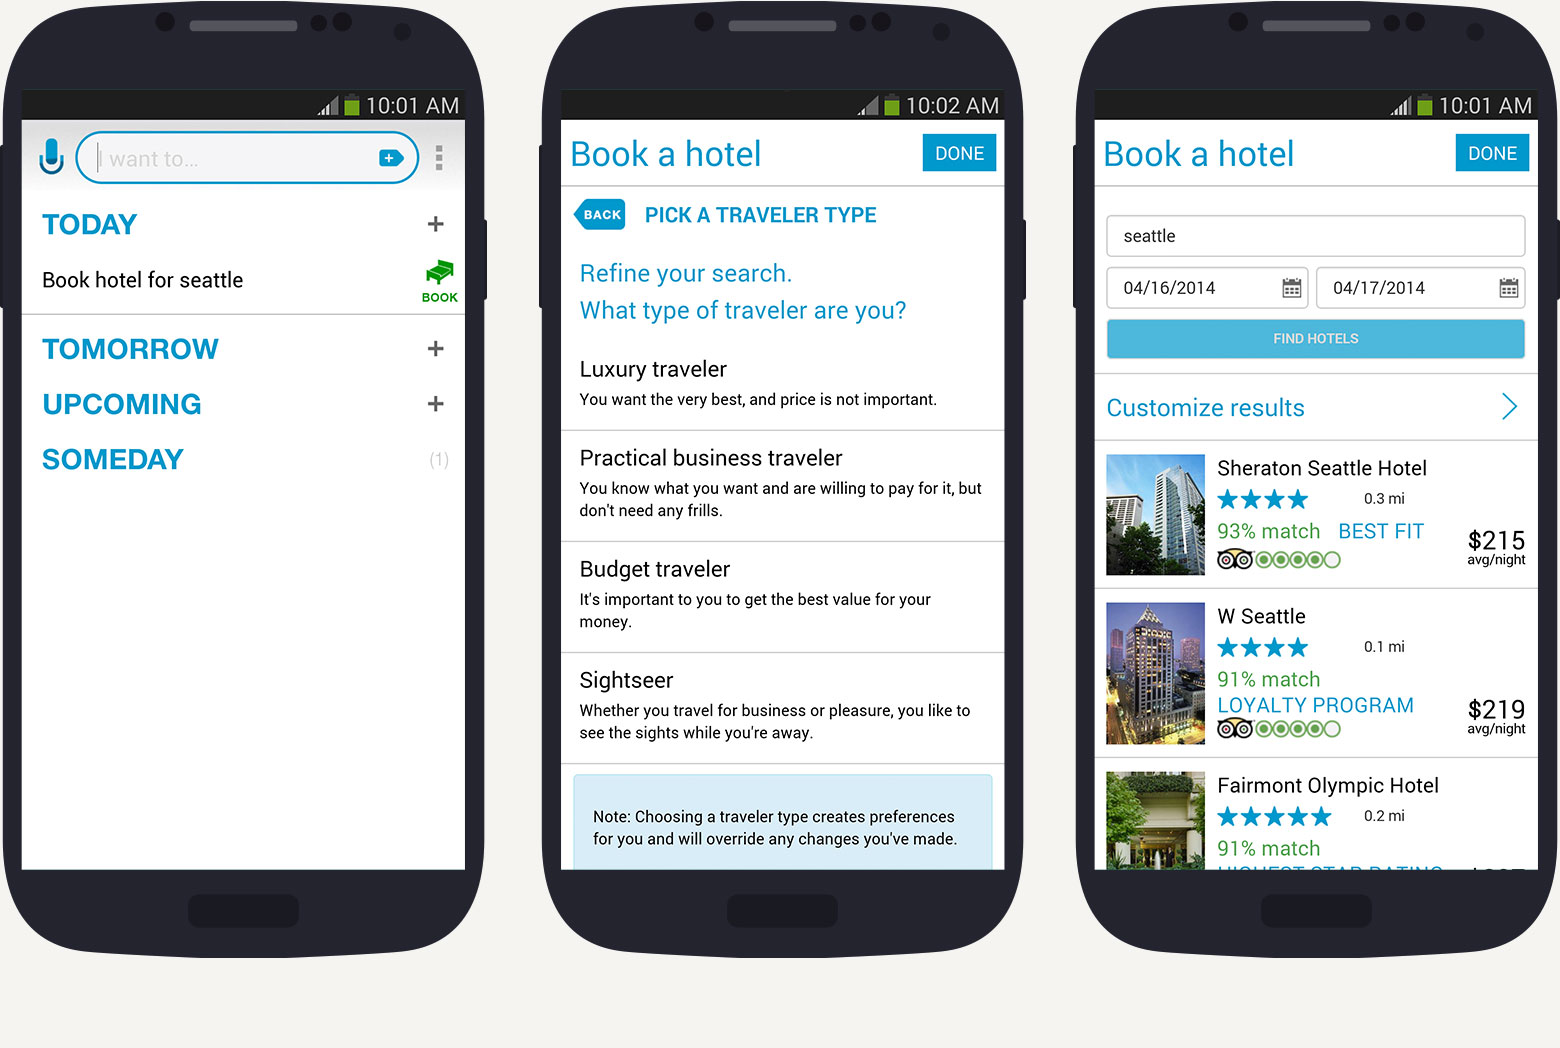 10:01 AM
I want to...
TODAY
Book hotel for seattle
BOOK
TOMORROW
UPCOMING
SOMEDAY
(1)
10:02 AM
Book a hotel
DONE
BACK
PICK A TRAVELER TYPE
Refine your search.
What type of traveler are you?
Luxury traveler
You want the very best, and price is not important.
Practical business traveler
You know what you want and are willing to pay for it, but
don't need any frills.
Budget traveler
It's important to you to get the best value for your
money.
Sightseer
Whether you travel for business or pleasure, you like to
see the sights while you're away.
Note: Choosing a traveler type creates preferences
for you and will override any changes you've made.
10:01 AM
Book a hotel
DONE
seattle
04/16/2014
04/17/2014
FIND HOTELS
Customize results
Sheraton Seattle Hotel
0.3 mi
93% match BEST FIT
$215
avg/night
W Seattle
0.1 mi
91% match
LOYALTY PROGRAM
$219
avg/night
Fairmont Olympic Hotel
0.2 mi
91% match
HIGHEST STAR RATING